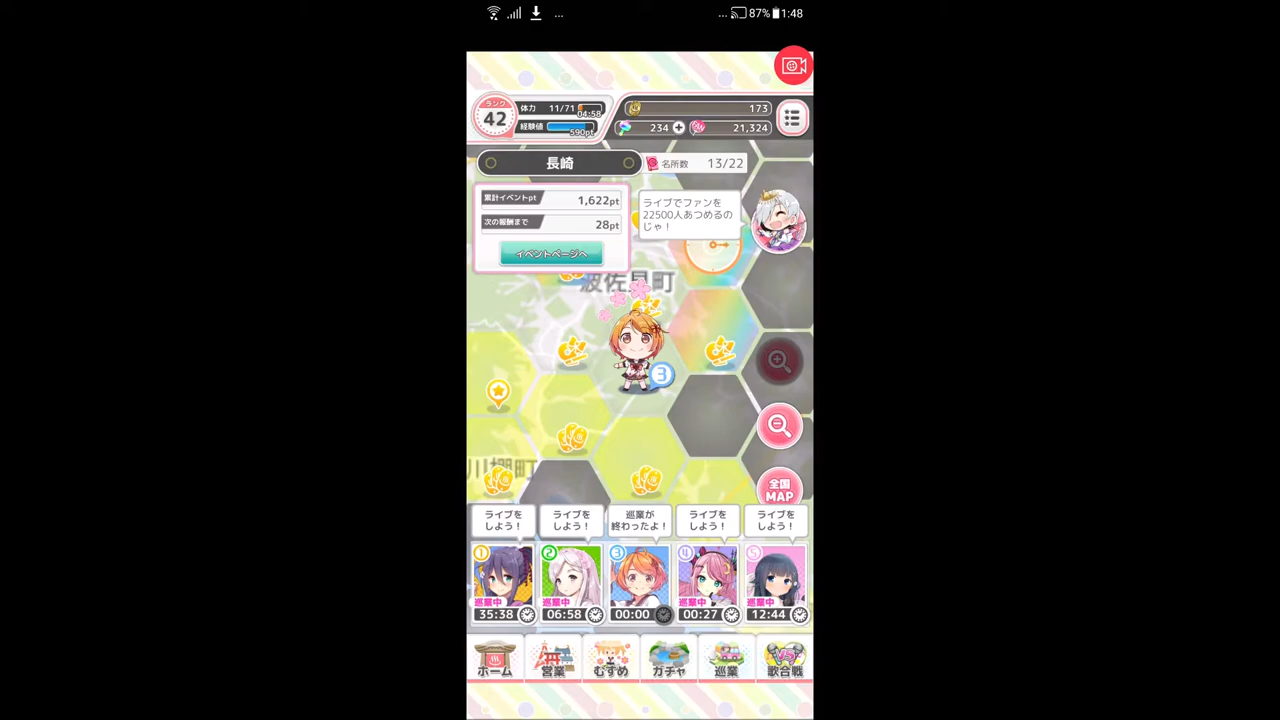 ... ... 87% 1:48
ランク
42
体力 11/71
04:58
経験値
590pt
173
234
21,324
長崎
名所数 13/22
累計イベントpt 1,622pt
次の報酬まで 28pt
イベントページへ
ライブでファンを
22500人あつめるの
じゃ！
波佐見町
3
川棚町
全国
MAP
ライブを
しよう！
ライブを
しよう！
巡業が
終わったよ！
ライブを
しよう！
ライブを
しよう！
1 2 3 4 5
巡業中 巡業中 巡業中 巡業中
35:38 06:58 00:00 00:27 12:44
ホーム 営業 むすめ ガチャ 巡業 歌合戦